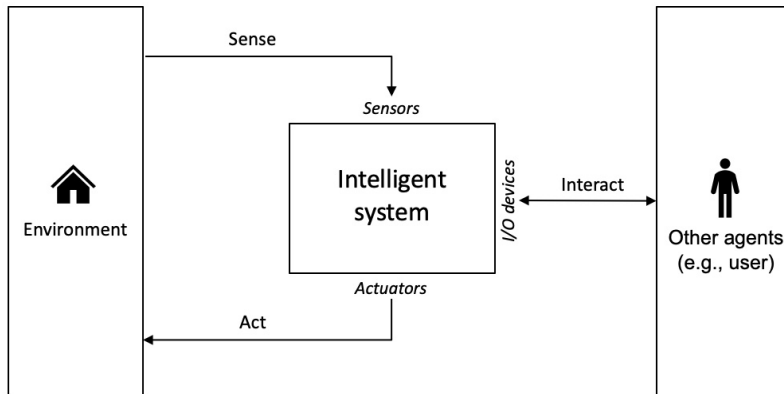 Sense
Sensors
Environment
Intelligent
system
I/O devices
Interact
Other agents
(e.g., user)
Actuators
Act